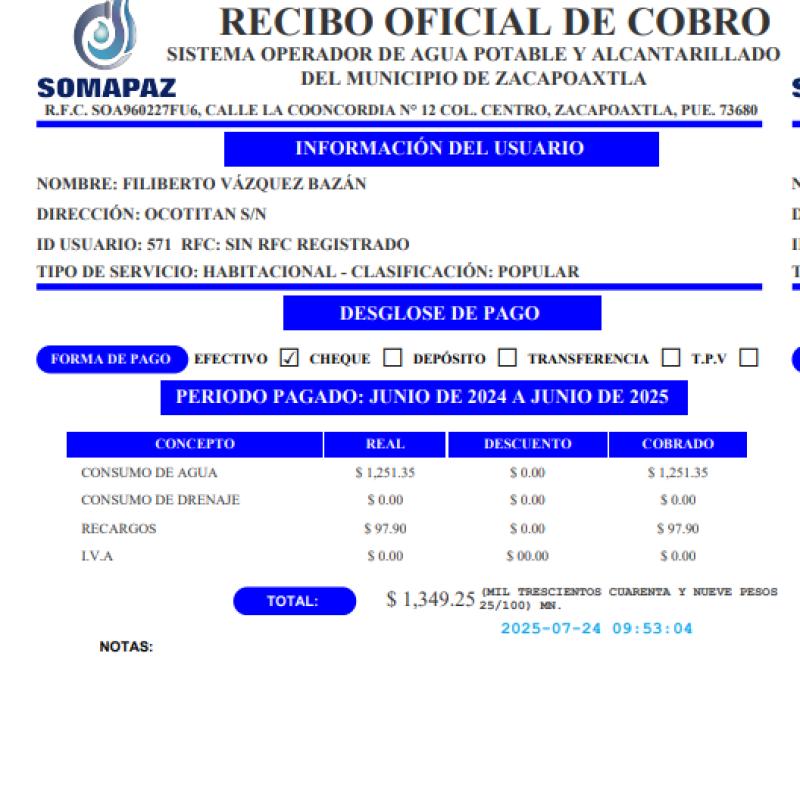 RECIBO OFICIAL DE COBRO
SISTEMA OPERADOR DE AGUA POTABLE Y ALCANTARILLADO
DEL MUNICIPIO DE ZACAPOAXTLA
SOMAPAZ
R.F.C. SOA960227FU6, CALLE LA COONCORDIA N° 12 COL. CENTRO, ZACAPOAXTLA, PUE. 73680
INFORMACIÓN DEL USUARIO
NOMBRE: FILIBERTO VÁZQUEZ BAZÁN
DIRECCIÓN: OCOTITAN S/N
ID USUARIO: 571 RFC: SIN RFC REGISTRADO
TIPO DE SERVICIO: HABITACIONAL - CLASIFICACIÓN: POPULAR
DESGLOSE DE PAGO
FORMA DE PAGO EFECTIVO ☑ CHEQUE ☐ DEPÓSITO ☐ TRANSFERENCIA ☐ T.P.V ☐
PERIODO PAGADO: JUNIO DE 2024 A JUNIO DE 2025
CONCEPTO REAL DESCUENTO COBRADO
CONSUMO DE AGUA $ 1,251.35 $ 0.00 $ 1,251.35
CONSUMO DE DRENAJE $ 0.00 $ 0.00 $ 0.00
RECARGOS $ 97.90 $ 0.00 $ 97.90
I.V.A $ 0.00 $ 00.00 $ 0.00
TOTAL: $ 1,349.25 (MIL TRESCIENTOS CUARENTA Y NUEVE PESOS
25/100) MN.
2025-07-24 09:53:04
NOTAS: